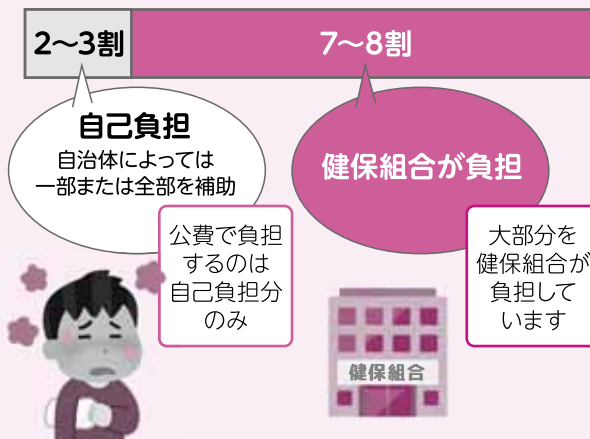 2〜3割
7〜8割
自己負担
自治体によっては
一部または全部を補助
健保組合が負担
公費で負担
するのは
自己負担分
のみ
大部分を
健保組合が
負担して
います
健保組合